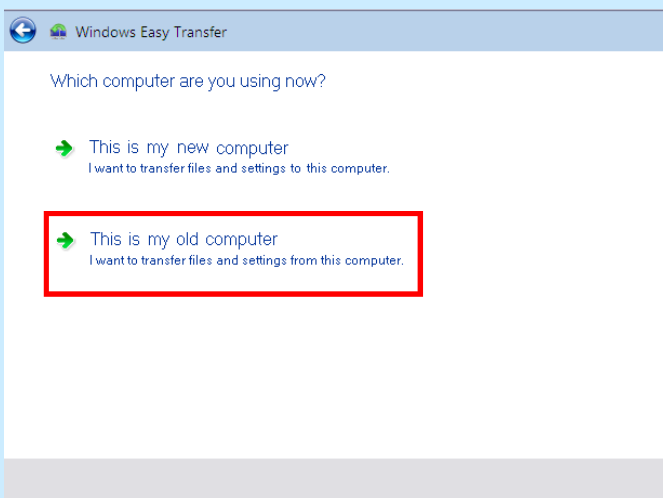 Windows Easy Transfer
Which computer are you using now?
This is my new computer
I want to transfer files and settings to this computer.
This is my old computer
I want to transfer files and settings from this computer.